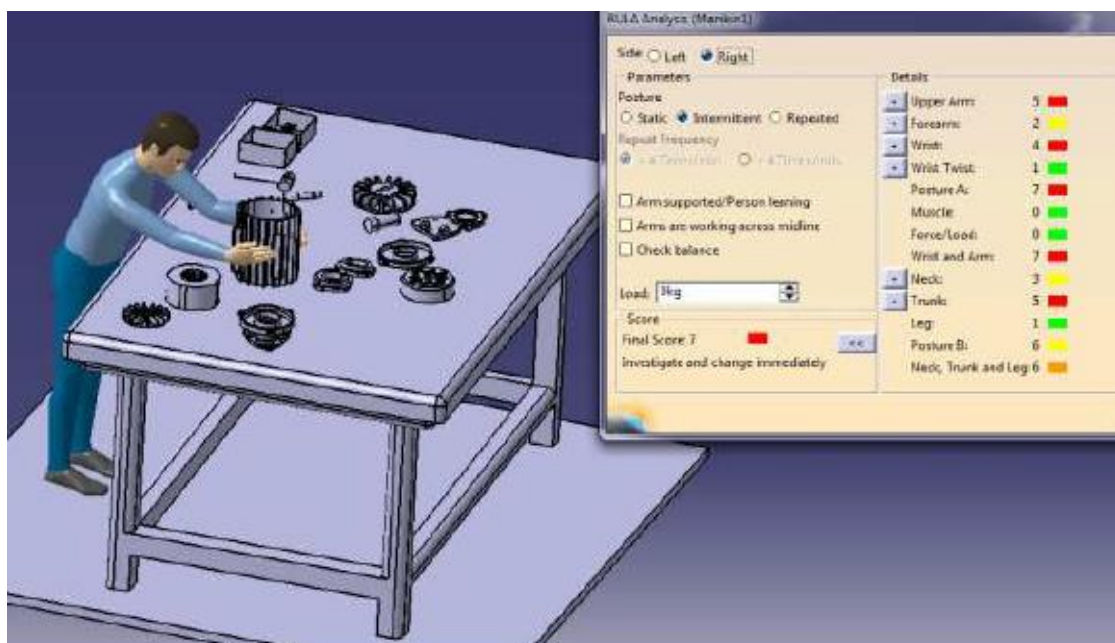 RULA Analysis (Manikin1)
Side: Left Right
Parameters
Posture
Static Intermittent Repeated
Repeat Frequency
Arm supported/Person leaning
Arms are working across midline
Check balance
Load: 3kg
Score
Final Score 7
<<
Investigate and change immediately
Details
Upper Arm: 5
Forearm: 2
Wrist: 4
Wrist Twist: 1
Posture A: 7
Muscle: 0
Force/Load: 0
Wrist and Arm: 7
Neck: 3
Trunk: 5
Leg: 1
Posture B: 6
Neck, Trunk and Leg: 6